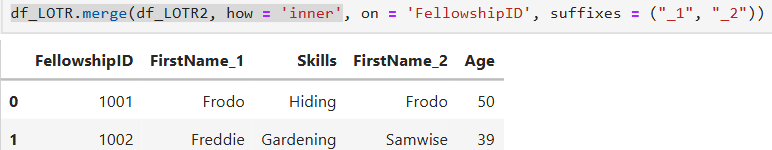 df_LOTR.merge(df_LOTR2, how = 'inner', on = 'FellowshipID', suffixes = ("_1", "_2"))
FellowshipID FirstName_1 Skills FirstName_2 Age
0 1001 Frodo Hiding Frodo 50
1 1002 Freddie Gardening Samwise 39